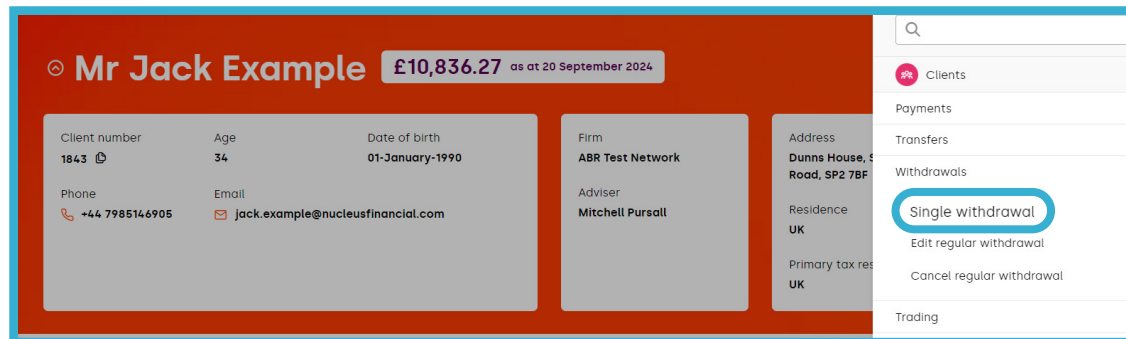 Mr Jack Example £10,836.27 as at 20 September 2024
Client number Age Date of birth
1843 34 01-January-1990
Phone Email
+44 7985146905 jack.example@nucleusfinancial.com
Firm
ABR Test Network
Adviser
Mitchell Pursall
Address
Dunns House, S
Road, SP2 7BF
Residence
UK
Primary tax res
UK
Clients
Payments
Transfers
Withdrawals
Single withdrawal
Edit regular withdrawal
Cancel regular withdrawal
Trading